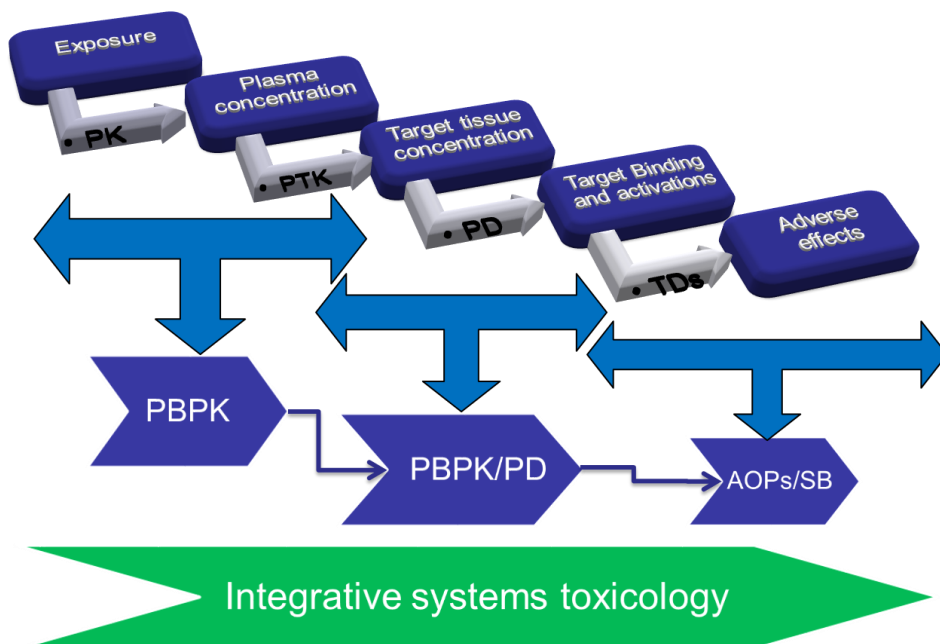 Exposure
• PK
Plasma
concentration
• PTK
Target tissue
concentration
• PD
Target Binding
and activations
• TDs
Adverse
effects
PBPK
PBPK/PD
AOPs/SB
Integrative systems toxicology